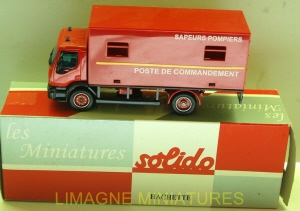 SAPEURS POMPIERS
POSTE DE COMMANDEMENT
les
Miniatures
solido
HACHETTE
LIMAGNE MINIATURES